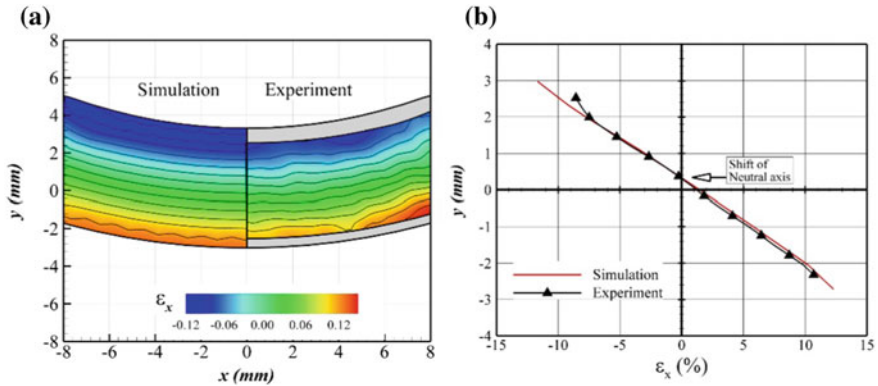 (a)
8
6
4
2
0
-2
-4
-6
-8
y (mm)
Simulation
Experiment
εx
-0.12 -0.06 0.00 0.06 0.12
-8 -6 -4 -2 0 2 4 6 8
x (mm)
(b)
4
3
2
1
0
-1
-2
-3
-4
y (mm)
Shift of
Neutral axis
Simulation
Experiment
-15 -10 -5 0 5 10 15
εx (%)